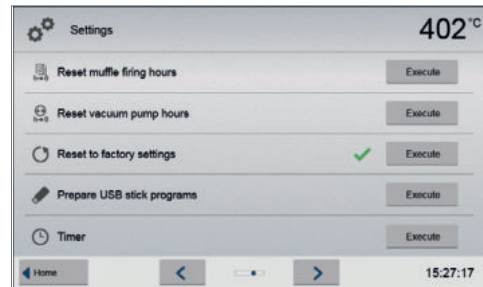 Settings
402°C
Reset muffle firing hours Execute
Reset vacuum pump hours Execute
Reset to factory settings Execute
Prepare USB stick programs Execute
Timer Execute
Home 15:27:17